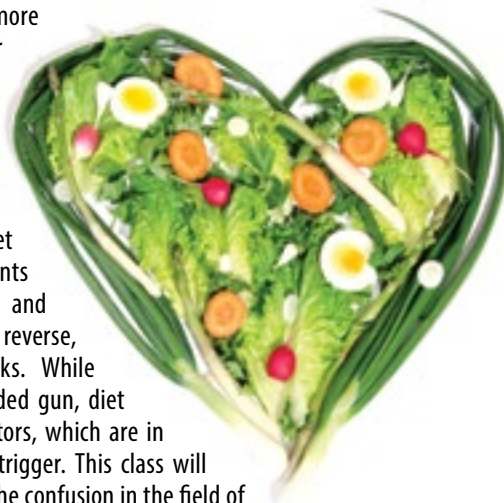 more
et
nts
and
reverse,
ks. While
ded gun, diet
tors, which are in
trigger. This class will
he confusion in the field of